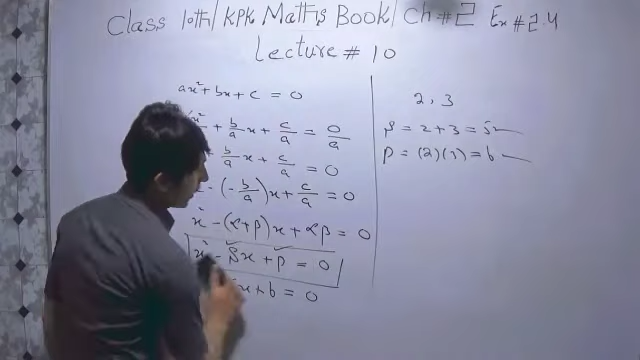 Class 10th / KPK Maths Book / Ch # 2 Ex # 2.4
Lecture # 10
ax² + bx + c = 0
x² + b/a x + c/a = 0/a
b/a x + c/a = 0
- (-b/a)x + c/a = 0
x² - (α+β)x + αβ = 0
x² - Sx + P = 0
x + 6 = 0
2, 3
S = 2 + 3 = 5
P = (2)(3) = 6